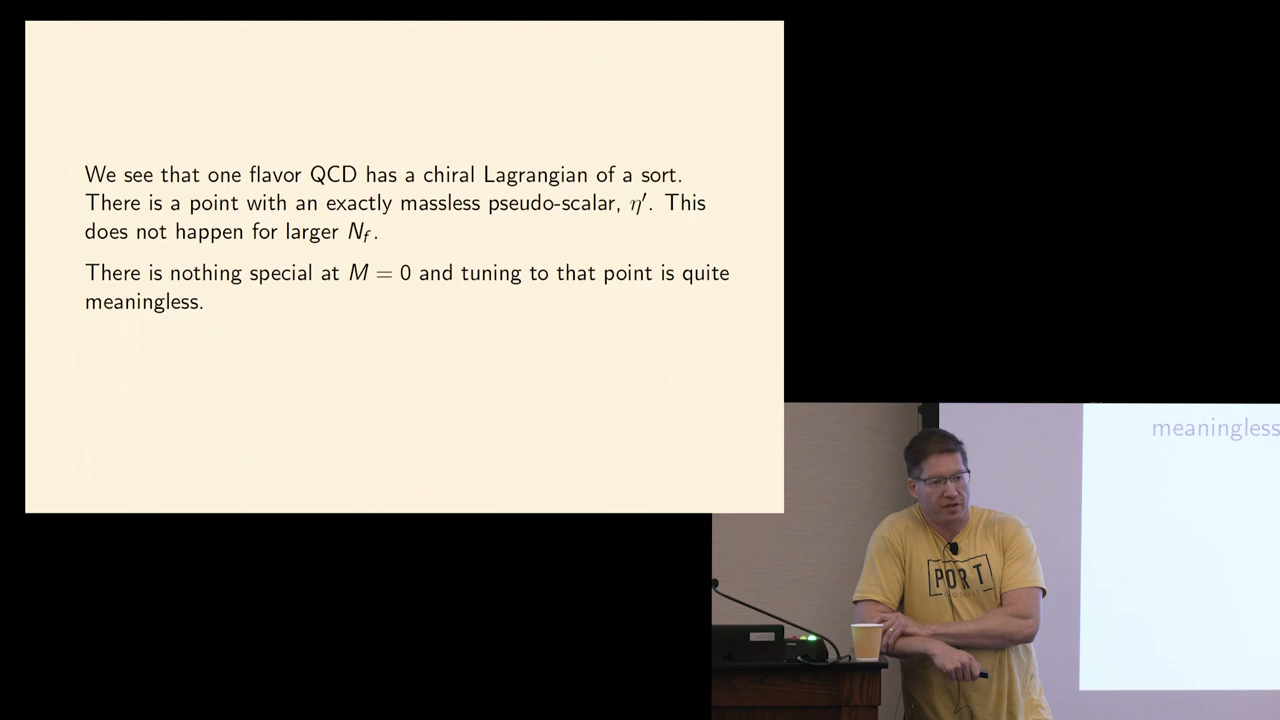 We see that one flavor QCD has a chiral Lagrangian of a sort.
There is a point with an exactly massless pseudo-scalar, η′. This
does not happen for larger N_f.
There is nothing special at M = 0 and tuning to that point is quite
meaningless.
meaningless
PORT